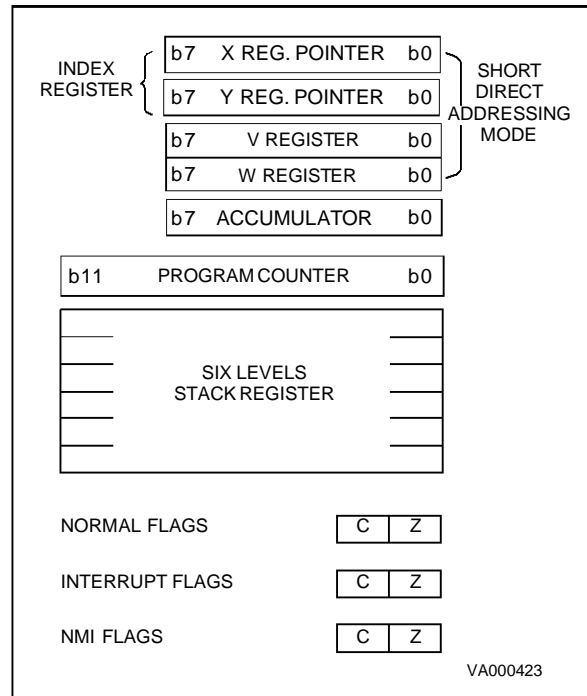 INDEX
REGISTER
b7 X REG. POINTER b0
b7 Y REG. POINTER b0
b7 V REGISTER b0
b7 W REGISTER b0
SHORT
DIRECT
ADDRESSING
MODE
b7 ACCUMULATOR b0
b11 PROGRAM COUNTER b0
SIX LEVELS
STACK REGISTER
NORMAL FLAGS C Z
INTERRUPT FLAGS C Z
NMI FLAGS C Z
VA000423